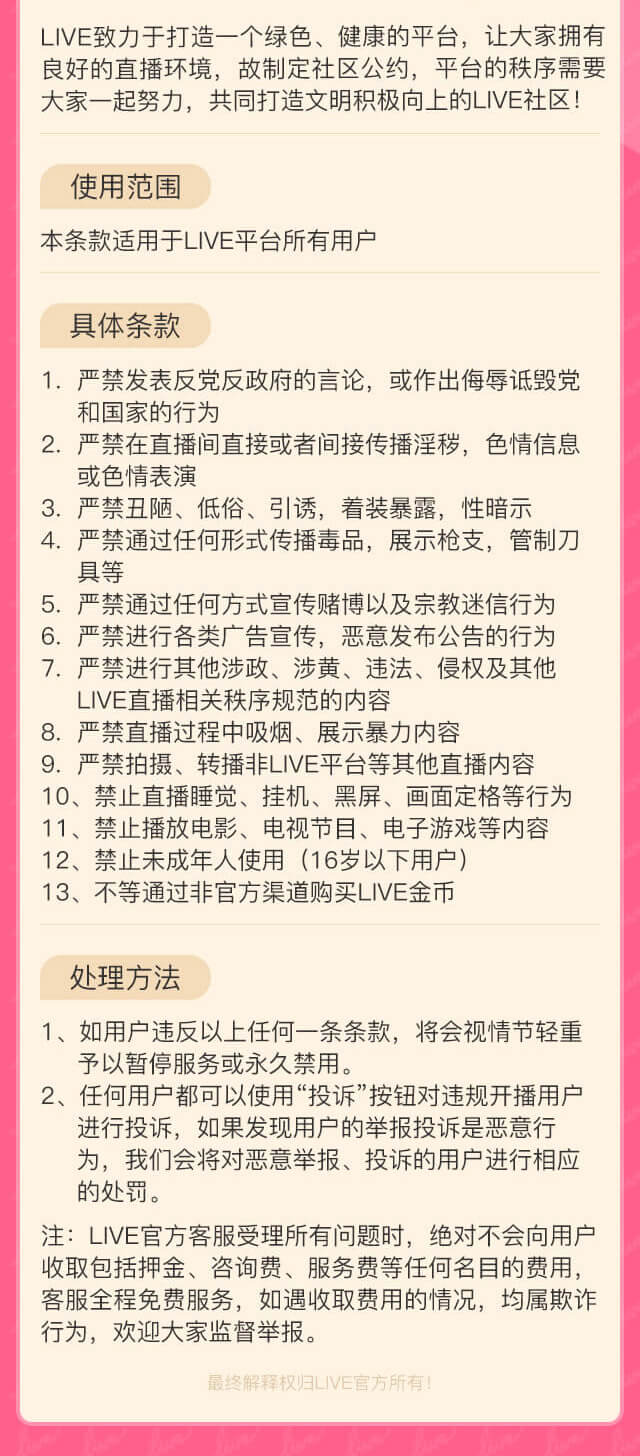 LIVE致力于打造一个绿色、健康的平台，让大家拥有
良好的直播环境，故制定社区公约，平台的秩序需要
大家一起努力，共同打造文明积极向上的LIVE社区！
使用范围
本条款适用于LIVE平台所有用户
具体条款
1. 严禁发表反党反政府的言论，或作出侮辱诋毁党
和国家的行为
2. 严禁在直播间直接或者间接传播淫秽，色情信息
或色情表演
3. 严禁丑陋、低俗、引诱，着装暴露，性暗示
4. 严禁通过任何形式传播毒品，展示枪支，管制刀
具等
5. 严禁通过任何方式宣传赌博以及宗教迷信行为
6. 严禁进行各类广告宣传，恶意发布公告的行为
7. 严禁进行其他涉政、涉黄、违法、侵权及其他
LIVE直播相关秩序规范的内容
8. 严禁直播过程中吸烟、展示暴力内容
9. 严禁拍摄、转播非LIVE平台等其他直播内容
10、禁止直播睡觉、挂机、黑屏、画面定格等行为
11、禁止播放电影、电视节目、电子游戏等内容
12、禁止未成年人使用（16岁以下用户）
13、不等通过非官方渠道购买LIVE金币
处理方法
1、如用户违反以上任何一条条款，将会视情节轻重
予以暂停服务或永久禁用。
2、任何用户都可以使用“投诉”按钮对违规开播用户
进行投诉，如果发现用户的举报投诉是恶意行
为，我们会将对恶意举报、投诉的用户进行相应
的处罚。
注：LIVE官方客服受理所有问题时，绝对不会向用户
收取包括押金、咨询费、服务费等任何名目的费用，
客服全程免费服务，如遇收取费用的情况，均属欺诈
行为，欢迎大家监督举报。
最终解释权归LIVE官方所有！